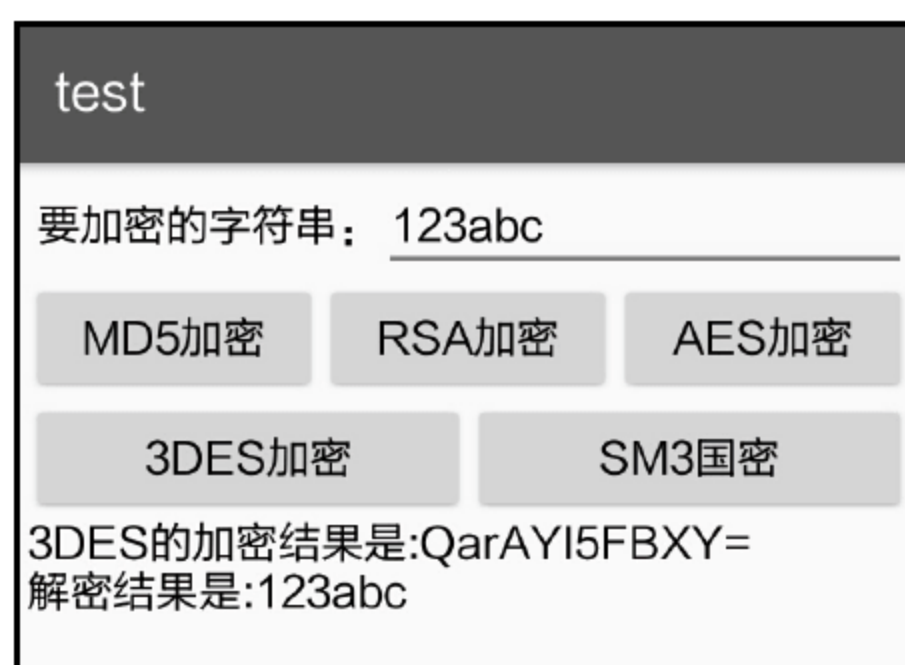 test
要加密的字符串：123abc
MD5加密 RSA加密 AES加密
3DES加密 SM3国密
3DES的加密结果是:QarAYI5FBXY=
解密结果是:123abc